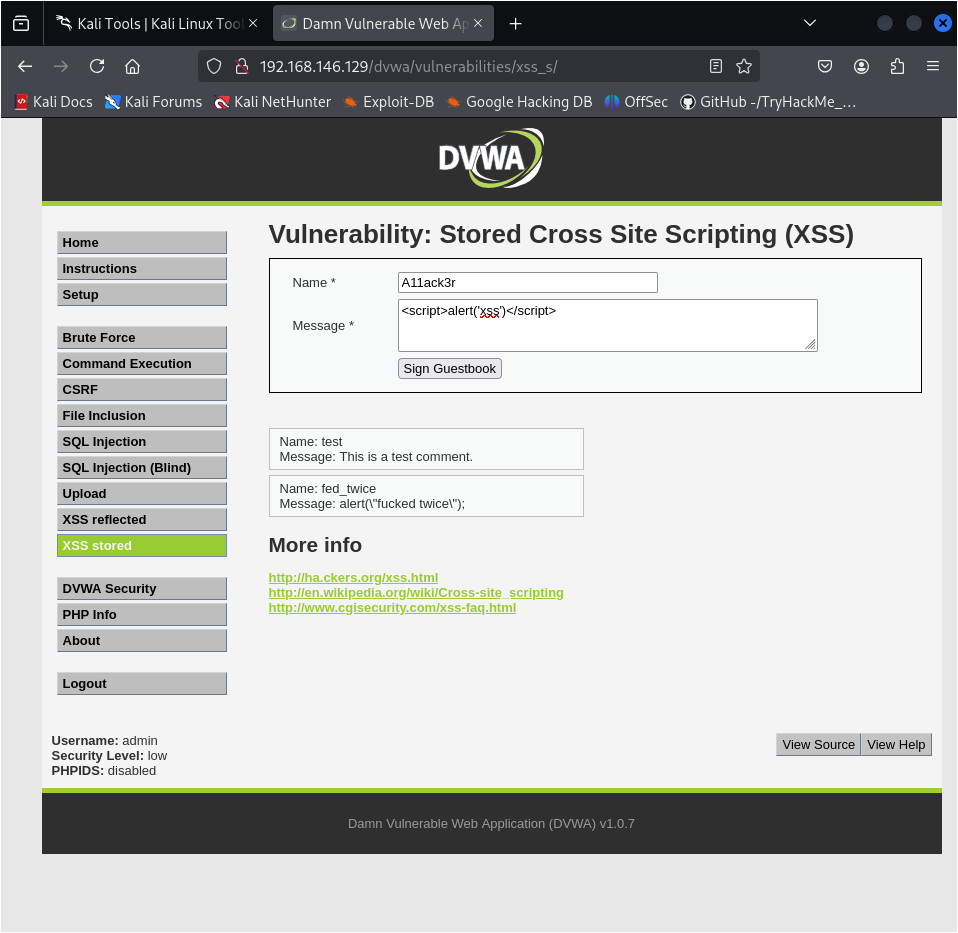 Kali Tools | Kali Linux Tool
Damn Vulnerable Web Ap
192.168.146.129/dvwa/vulnerabilities/xss_s/
Kali Docs Kali Forums Kali NetHunter Exploit-DB Google Hacking DB OffSec GitHub -/TryHackMe_...
DVWA
Vulnerability: Stored Cross Site Scripting (XSS)
Home
Instructions
Setup
Brute Force
Command Execution
CSRF
File Inclusion
SQL Injection
SQL Injection (Blind)
Upload
XSS reflected
XSS stored
DVWA Security
PHP Info
About
Logout
Name * A11ack3r
Message * <script>alert('xss')</script>
Sign Guestbook
Name: test
Message: This is a test comment.
Name: fed_twice
Message: alert(\"fucked twice\");
More info
http://ha.ckers.org/xss.html
http://en.wikipedia.org/wiki/Cross-site_scripting
http://www.cgisecurity.com/xss-faq.html
Username: admin
Security Level: low
PHPIDS: disabled
View Source View Help
Damn Vulnerable Web Application (DVWA) v1.0.7